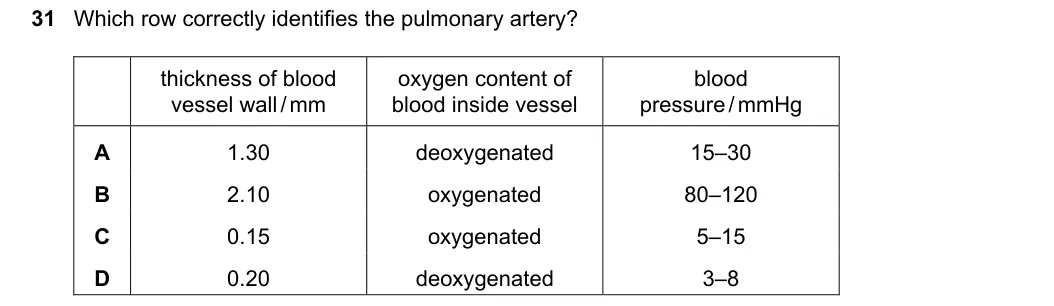 31 Which row correctly identifies the pulmonary artery?
thickness of blood vessel wall / mm oxygen content of blood inside vessel blood pressure / mmHg
A 1.30 deoxygenated 15–30
B 2.10 oxygenated 80–120
C 0.15 oxygenated 5–15
D 0.20 deoxygenated 3–8